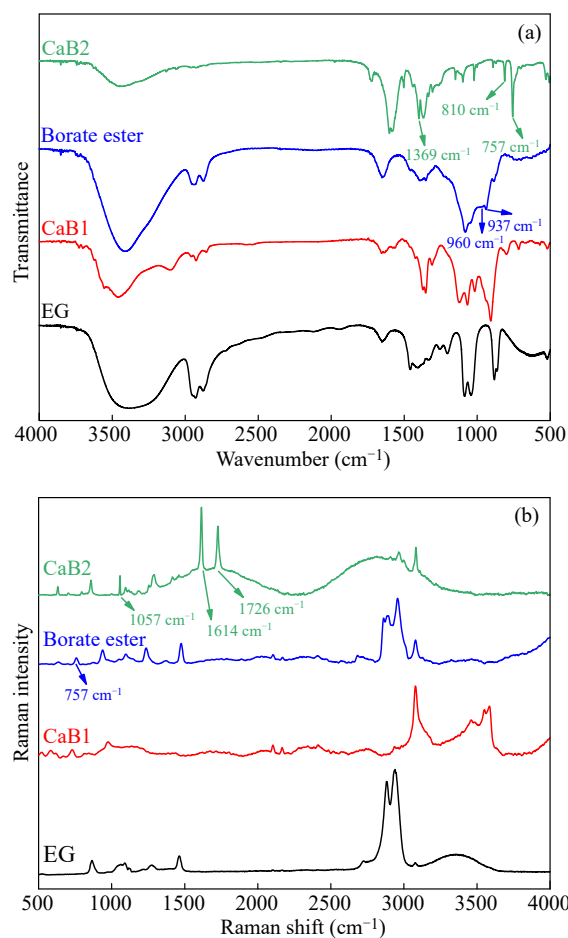 (a)
CaB2
810 cm⁻¹
1369 cm⁻¹
757 cm⁻¹
Borate ester
937 cm⁻¹
960 cm⁻¹
CaB1
EG
Transmittance
4000 3500 3000 2500 2000 1500 1000 500
Wavenumber (cm⁻¹)
(b)
CaB2
1057 cm⁻¹
1726 cm⁻¹
1614 cm⁻¹
Borate ester
757 cm⁻¹
CaB1
EG
Raman intensity
500 1000 1500 2000 2500 3000 3500 4000
Raman shift (cm⁻¹)